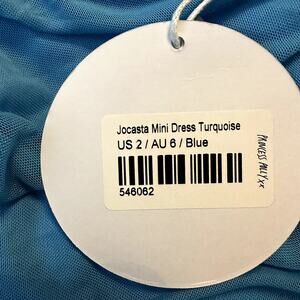 Jocasta Mini Dress Turquoise
US 2 / AU 6 / Blue
546062
PRINCESS POLLY xx